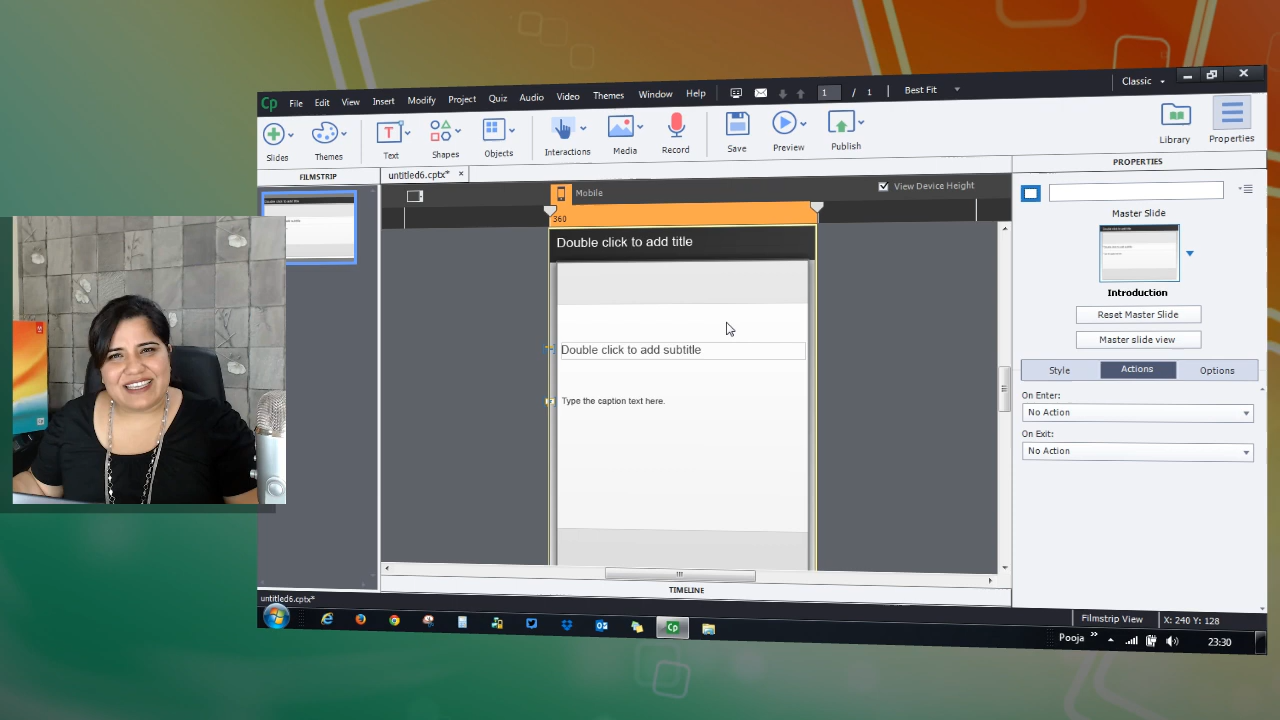 Cp File Edit View Insert Modify Project Quiz Audio Video Themes Window Help 1 / 1 Best Fit Classic
T
Slides Themes Text Shapes Objects Interactions Media Record Save Preview Publish Library Properties
FILMSTRIP untitled6.cptx* × PROPERTIES
Mobile View Device Height
360
Double click to add title
Double click to add subtitle
Type the caption text here.
Master Slide
Introduction
Reset Master Slide
Master slide view
Style Actions Options
On Enter:
No Action
On Exit:
No Action
TIMELINE
untitled6.cptx*
Filmstrip View X: 240 Y: 128
Cp Pooja » 23:30